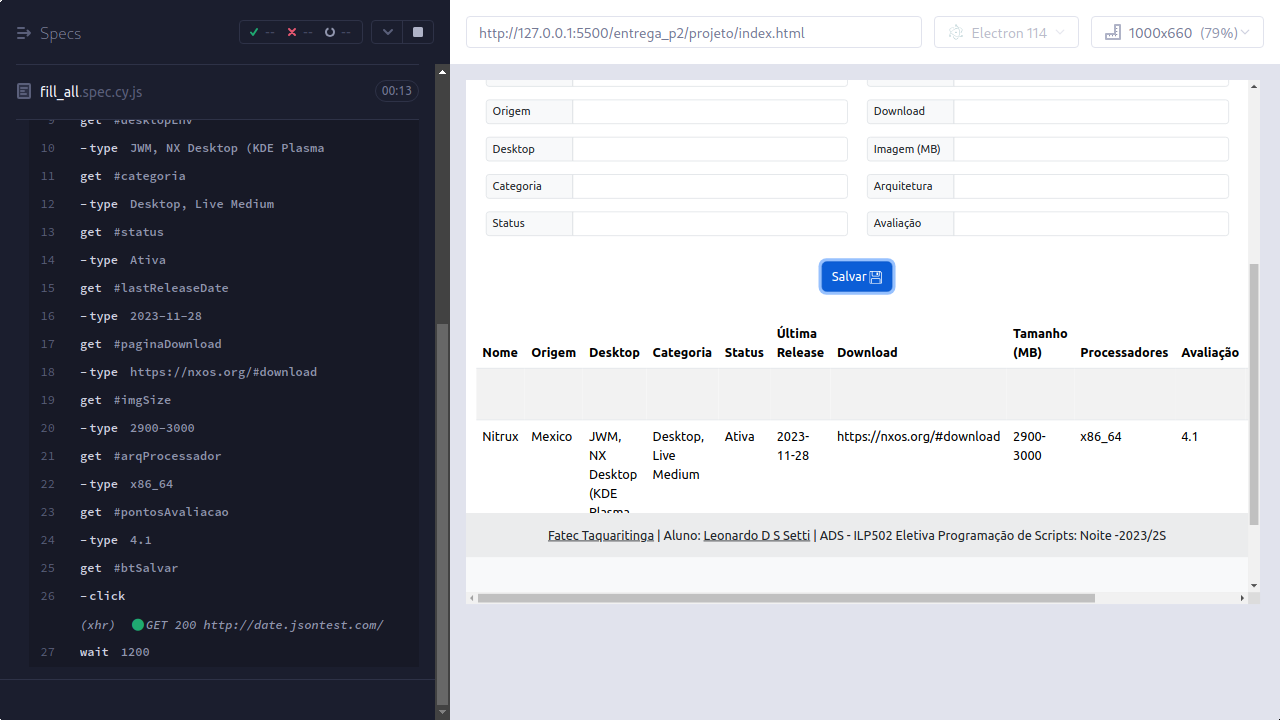 Specs
--
--
--
http://127.0.0.1:5500/entrega_p2/projeto/index.html
Electron 114
1000x660 (79%)
fill_all.spec.cy.js
00:13
9 get #desktopEnv
10 -type JWM, NX Desktop (KDE Plasma
11 get #categoria
12 -type Desktop, Live Medium
13 get #status
14 -type Ativa
15 get #lastReleaseDate
16 -type 2023-11-28
17 get #paginaDownload
18 -type https://nxos.org/#download
19 get #imgSize
20 -type 2900-3000
21 get #arqProcessador
22 -type x86_64
23 get #pontosAvaliacao
24 -type 4.1
25 get #btSalvar
26 -click
(xhr) GET 200 http://date.jsontest.com/
27 wait 1200
Origem Download
Desktop Imagem (MB)
Categoria Arquitetura
Status Avaliação
Salvar
Nome Origem Desktop Categoria Status Última Release Download Tamanho (MB) Processadores Avaliação
Nitrux Mexico JWM, Desktop, Ativa 2023- https://nxos.org/#download 2900- x86_64 4.1
NX Live 11-28 3000
Desktop Medium
(KDE
Plasma
Fatec Taquaritinga | Aluno: Leonardo D S Setti | ADS - ILP502 Eletiva Programação de Scripts: Noite -2023/2S